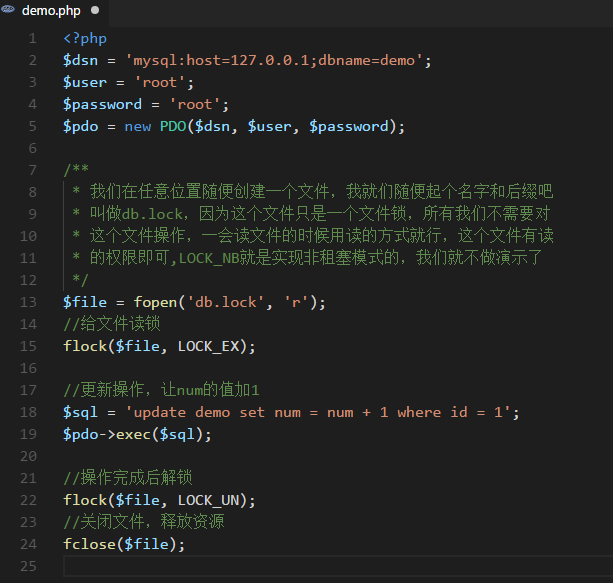 demo.php
1 <?php
2 $dsn = 'mysql:host=127.0.0.1;dbname=demo';
3 $user = 'root';
4 $password = 'root';
5 $pdo = new PDO($dsn, $user, $password);
6
7 /**
8  * 我们在任意位置随便创建一个文件，我就们随便起个名字和后缀吧
9  * 叫做db.lock，因为这个文件只是一个文件锁，所有我们不需要对
10  * 这个文件操作，一会读文件的时候用读的方式就行，这个文件有读
11  * 的权限即可,LOCK_NB就是实现非租塞模式的，我们就不做演示了
12  */
13 $file = fopen('db.lock', 'r');
14 //给文件读锁
15 flock($file, LOCK_EX);
16
17 //更新操作，让num的值加1
18 $sql = 'update demo set num = num + 1 where id = 1';
19 $pdo->exec($sql);
20
21 //操作完成后解锁
22 flock($file, LOCK_UN);
23 //关闭文件，释放资源
24 fclose($file);
25